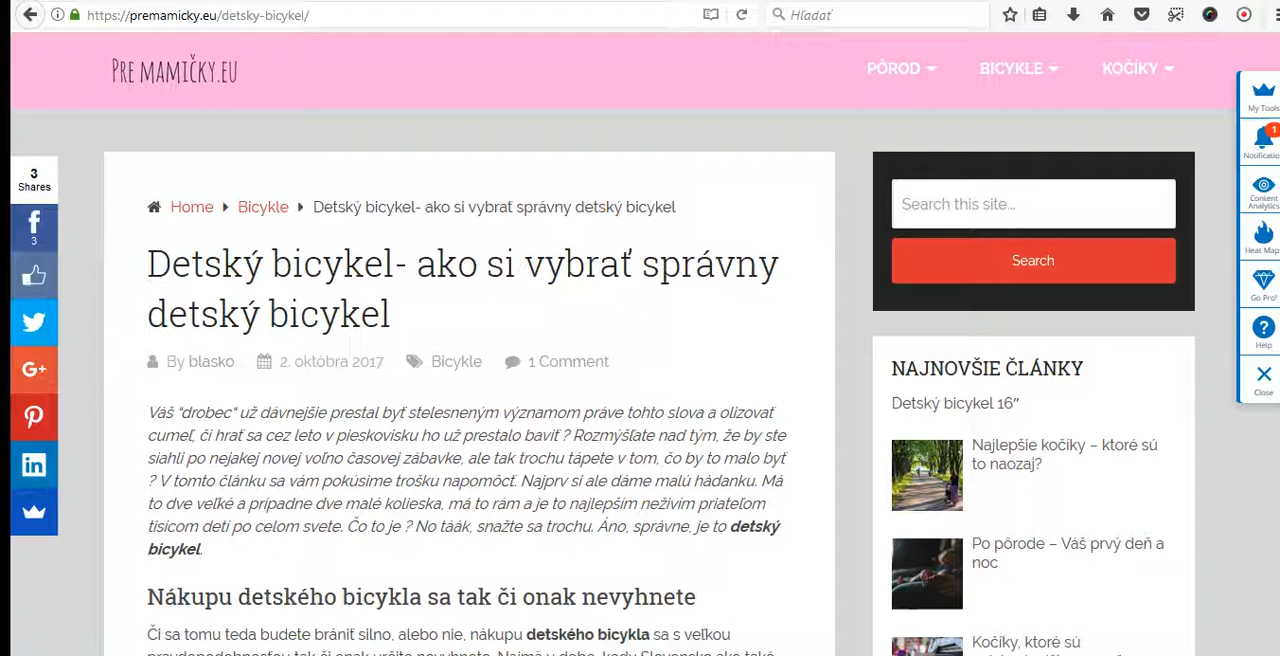 https://premamicky.eu/detsky-bicykel/
Hľadať
PRE MAMIČKY.EU
PÔROD
BICYKLE
KOČÍKY
My Tools
1
Notificatio
Content
Analytics
Heat Map
Go Pro!
Help
Close
3
Shares
3
Home Bicykle Detský bicykel- ako si vybrať správny detský bicykel
Detský bicykel- ako si vybrať správny
detský bicykel
By blasko 2. októbra 2017 Bicykle 1 Comment
Váš “drobec“ už dávnejšie prestal byť stelesneným významom práve tohto slova a olizovať
cumeľ, či hrať sa cez leto v pieskovisku ho už prestalo baviť ? Rozmýšľate nad tým, že by ste
siahli po nejakej novej voľno časovej zábavke, ale tak trochu tápete v tom, čo by to malo byť
? V tomto článku sa vám pokúsime trošku napomôcť. Najprv si ale dáme malú hádanku. Má
to dve veľké a prípadne dve malé kolieska, má to rám a je to najlepším neživím priateľom
tisícom detí po celom svete. Čo to je ? No táák, snažte sa trochu. Áno, správne, je to detský
bicykel.
Nákupu detského bicykla sa tak či onak nevyhnete
Či sa tomu teda budete brániť silno, alebo nie, nákupu detského bicykla sa s veľkou
Search this site...
Search
NAJNOVŠIE ČLÁNKY
Detský bicykel 16″
Najlepšie kočíky – ktoré sú
to naozaj?
Po pôrode – Váš prvý deň a
noc
Kočíky, ktoré sú